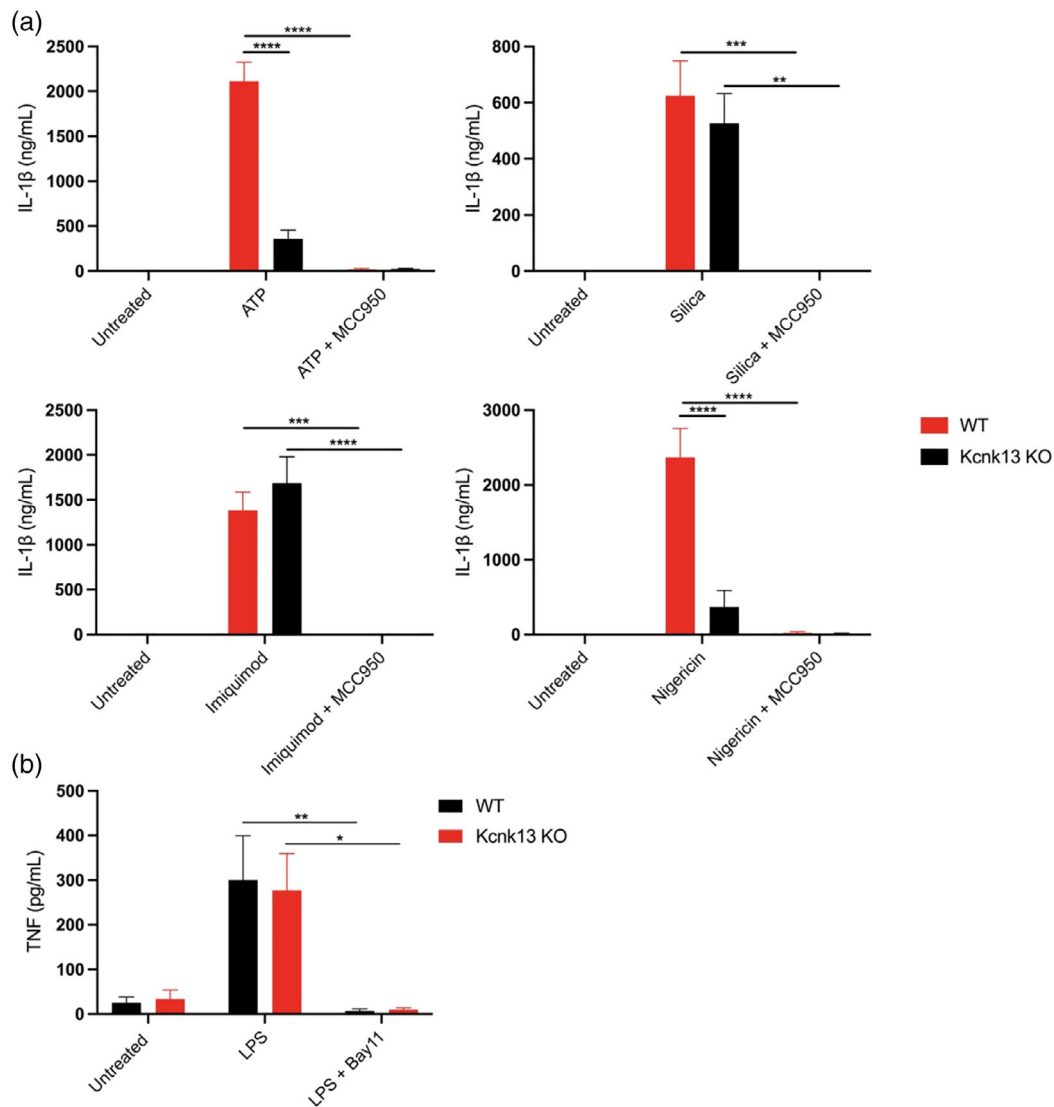 (a)
2500
2000
1500
1000
500
0
IL-1β (ng/mL)
****
****
Untreated
ATP
ATP + MCC950
800
600
400
200
0
IL-1β (ng/mL)
***
**
Untreated
Silica
Silica + MCC950
2500
2000
1500
1000
500
0
IL-1β (ng/mL)
***
****
Untreated
Imiquimod
Imiquimod + MCC950
3000
2000
1000
0
IL-1β (ng/mL)
****
****
Untreated
Nigericin
Nigericin + MCC950
WT
Kcnk13 KO
(b)
500
400
300
200
100
0
TNF (pg/mL)
**
*
Untreated
LPS
LPS + Bay11
WT
Kcnk13 KO